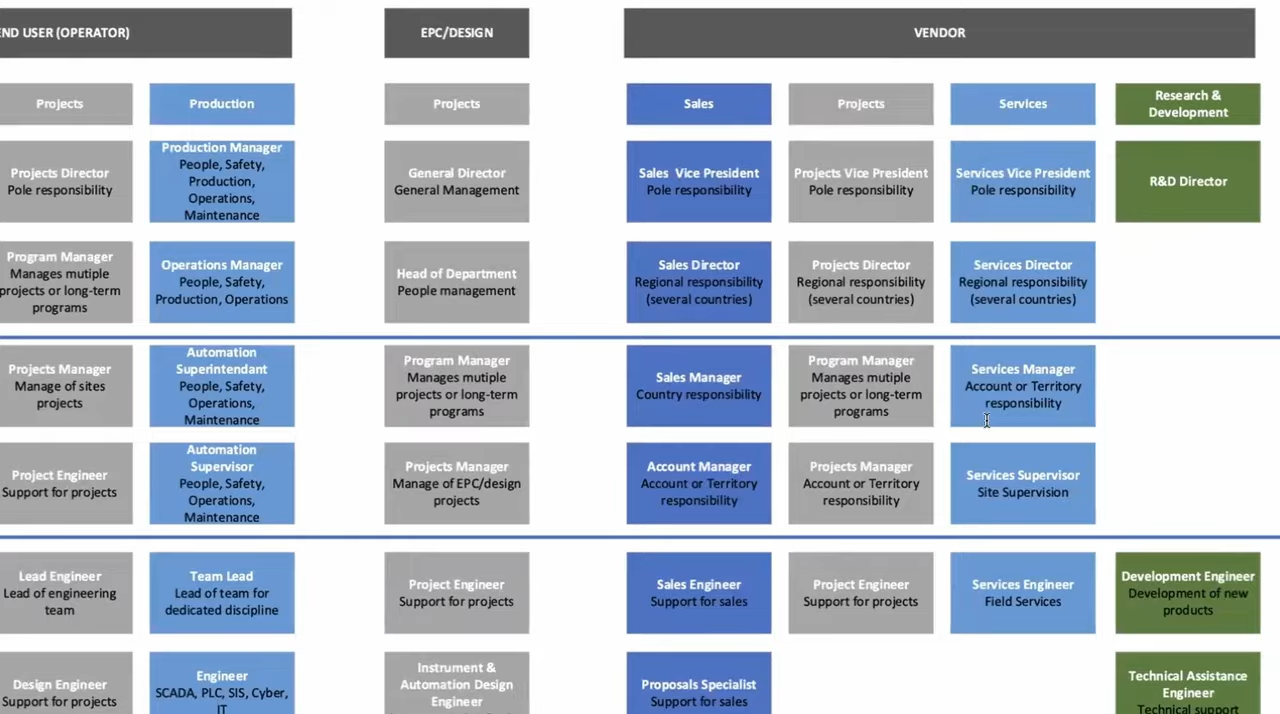 END USER (OPERATOR)
EPC/DESIGN
VENDOR
Projects
Production
Projects
Sales
Projects
Services
Research &
Development
Projects Director
Pole responsibility
Production Manager
People, Safety,
Production,
Operations,
Maintenance
General Director
General Management
Sales Vice President
Pole responsibility
Projects Vice President
Pole responsibility
Services Vice President
Pole responsibility
R&D Director
Program Manager
Manages mutiple
projects or long-term
programs
Operations Manager
People, Safety,
Production, Operations
Head of Department
People management
Sales Director
Regional responsibility
(several countries)
Projects Director
Regional responsibility
(several countries)
Services Director
Regional responsibility
(several countries)
Projects Manager
Manage of sites
projects
Automation
Superintendant
People, Safety,
Operations,
Maintenance
Program Manager
Manages mutiple
projects or long-term
programs
Sales Manager
Country responsibility
Program Manager
Manages mutiple
projects or long-term
programs
Services Manager
Account or Territory
responsibility
Project Engineer
Support for projects
Automation
Supervisor
People, Safety,
Operations,
Maintenance
Projects Manager
Manage of EPC/design
projects
Account Manager
Account or Territory
responsibility
Projects Manager
Account or Territory
responsibility
Services Supervisor
Site Supervision
Lead Engineer
Lead of engineering
team
Team Lead
Lead of team for
dedicated discipline
Project Engineer
Support for projects
Sales Engineer
Support for sales
Project Engineer
Support for projects
Services Engineer
Field Services
Development Engineer
Development of new
products
Design Engineer
Support for projects
Engineer
SCADA, PLC, SIS, Cyber,
IT
Instrument &
Automation Design
Engineer
Proposals Specialist
Support for sales
Technical Assistance
Engineer
Technical support